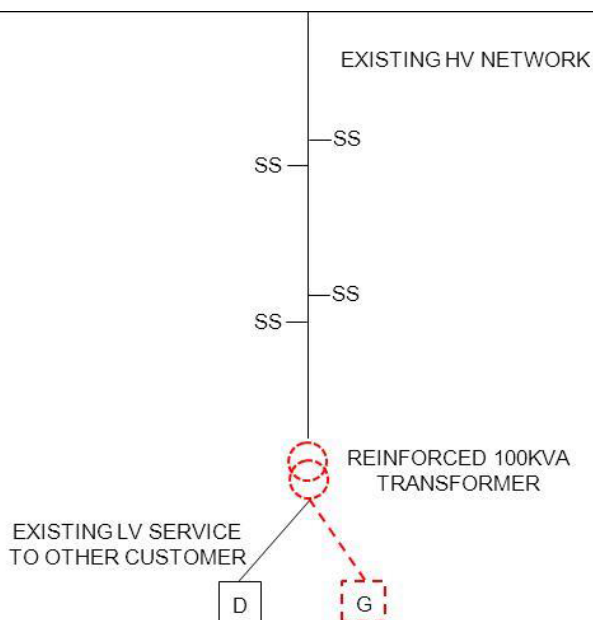 EXISTING HV NETWORK
SS
SS
SS
SS
REINFORCED 100KVA
TRANSFORMER
EXISTING LV SERVICE
TO OTHER CUSTOMER
D
G